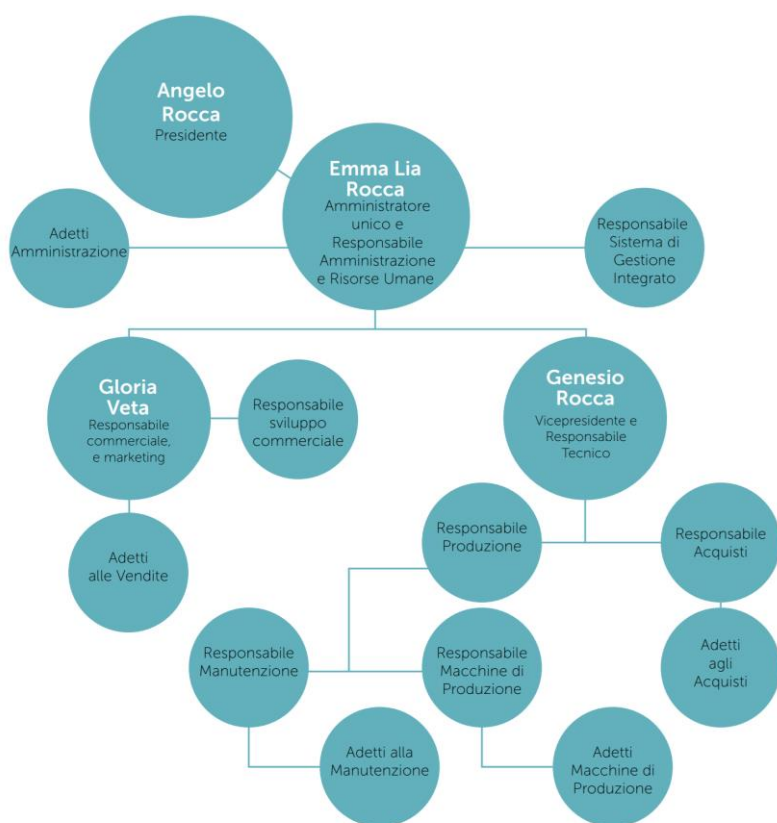 Angelo
Rocca
Presidente
Emma Lia
Rocca
Amministratore
unico e
Responsabile
Amministrazione
e Risorse Umane
Adetti
Amministrazione
Responsabile
Sistema di
Gestione
Integrato
Gloria
Veta
Responsabile
commerciale,
e marketing
Responsabile
sviluppo
commerciale
Genesio
Rocca
Vicepresidente e
Responsabile
Tecnico
Adetti
alle Vendite
Responsabile
Produzione
Responsabile
Acquisti
Responsabile
Manutenzione
Responsabile
Macchine di
Produzione
Adetti
agli
Acquisti
Adetti alla
Manutenzione
Adetti
Macchine di
Produzione